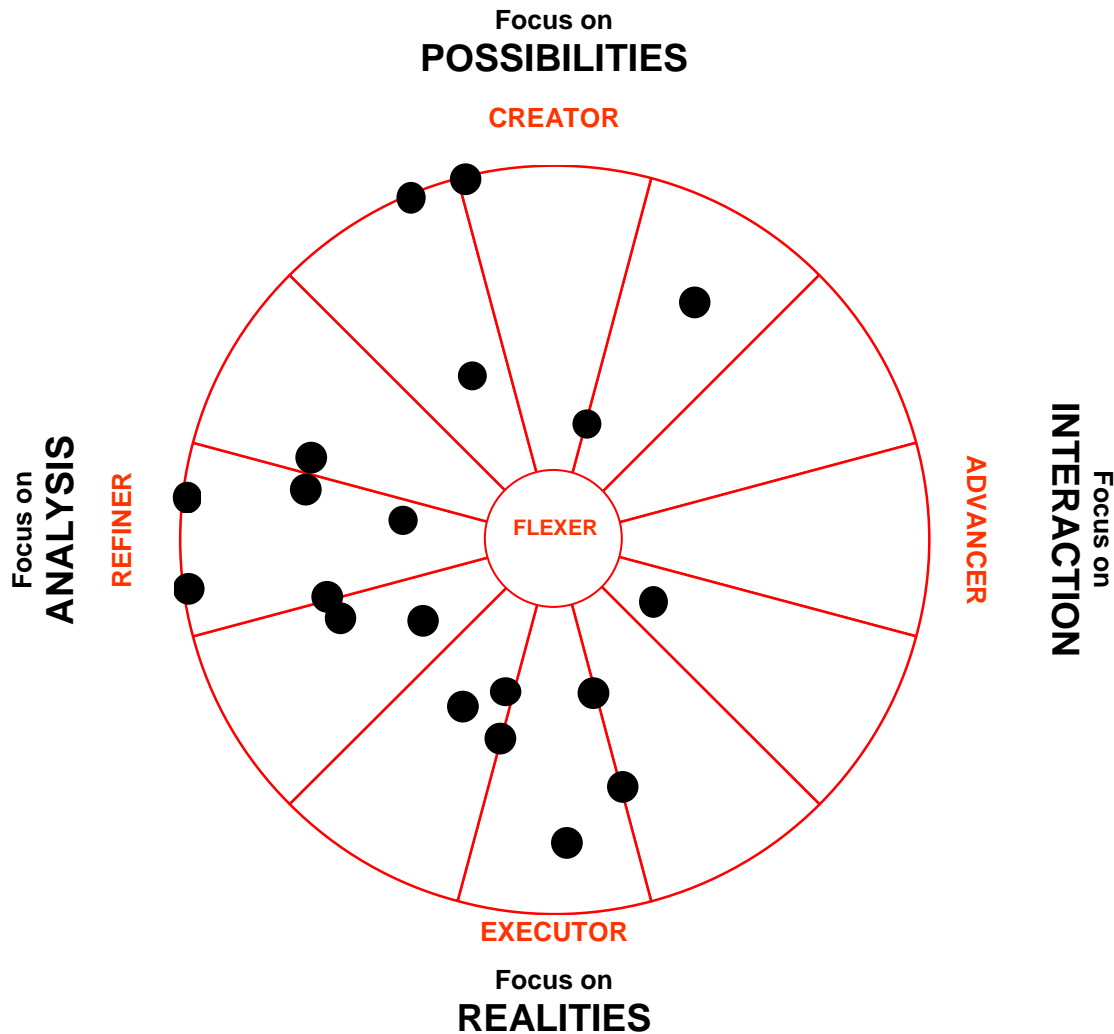 Focus on
POSSIBILITIES
CREATOR
Focus on
ANALYSIS
REFINER
FLEXER
ADVANCER
INTERACTION
Focus on
EXECUTOR
Focus on
REALITIES